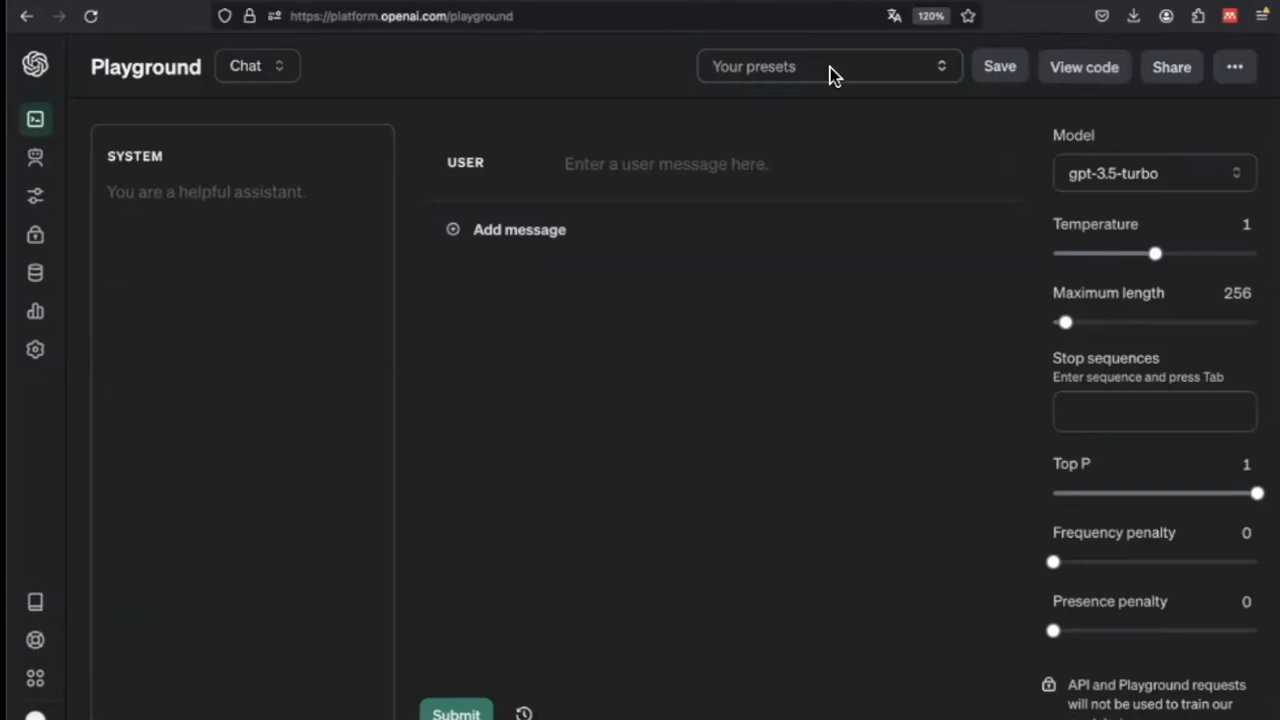 https://platform.openai.com/playground
120%
Playground
Chat
Your presets
Save
View code
Share
SYSTEM
You are a helpful assistant.
USER
Enter a user message here.
Add message
Model
gpt-3.5-turbo
Temperature 1
Maximum length 256
Stop sequences
Enter sequence and press Tab
Top P 1
Frequency penalty 0
Presence penalty 0
API and Playground requests
will not be used to train our
Submit